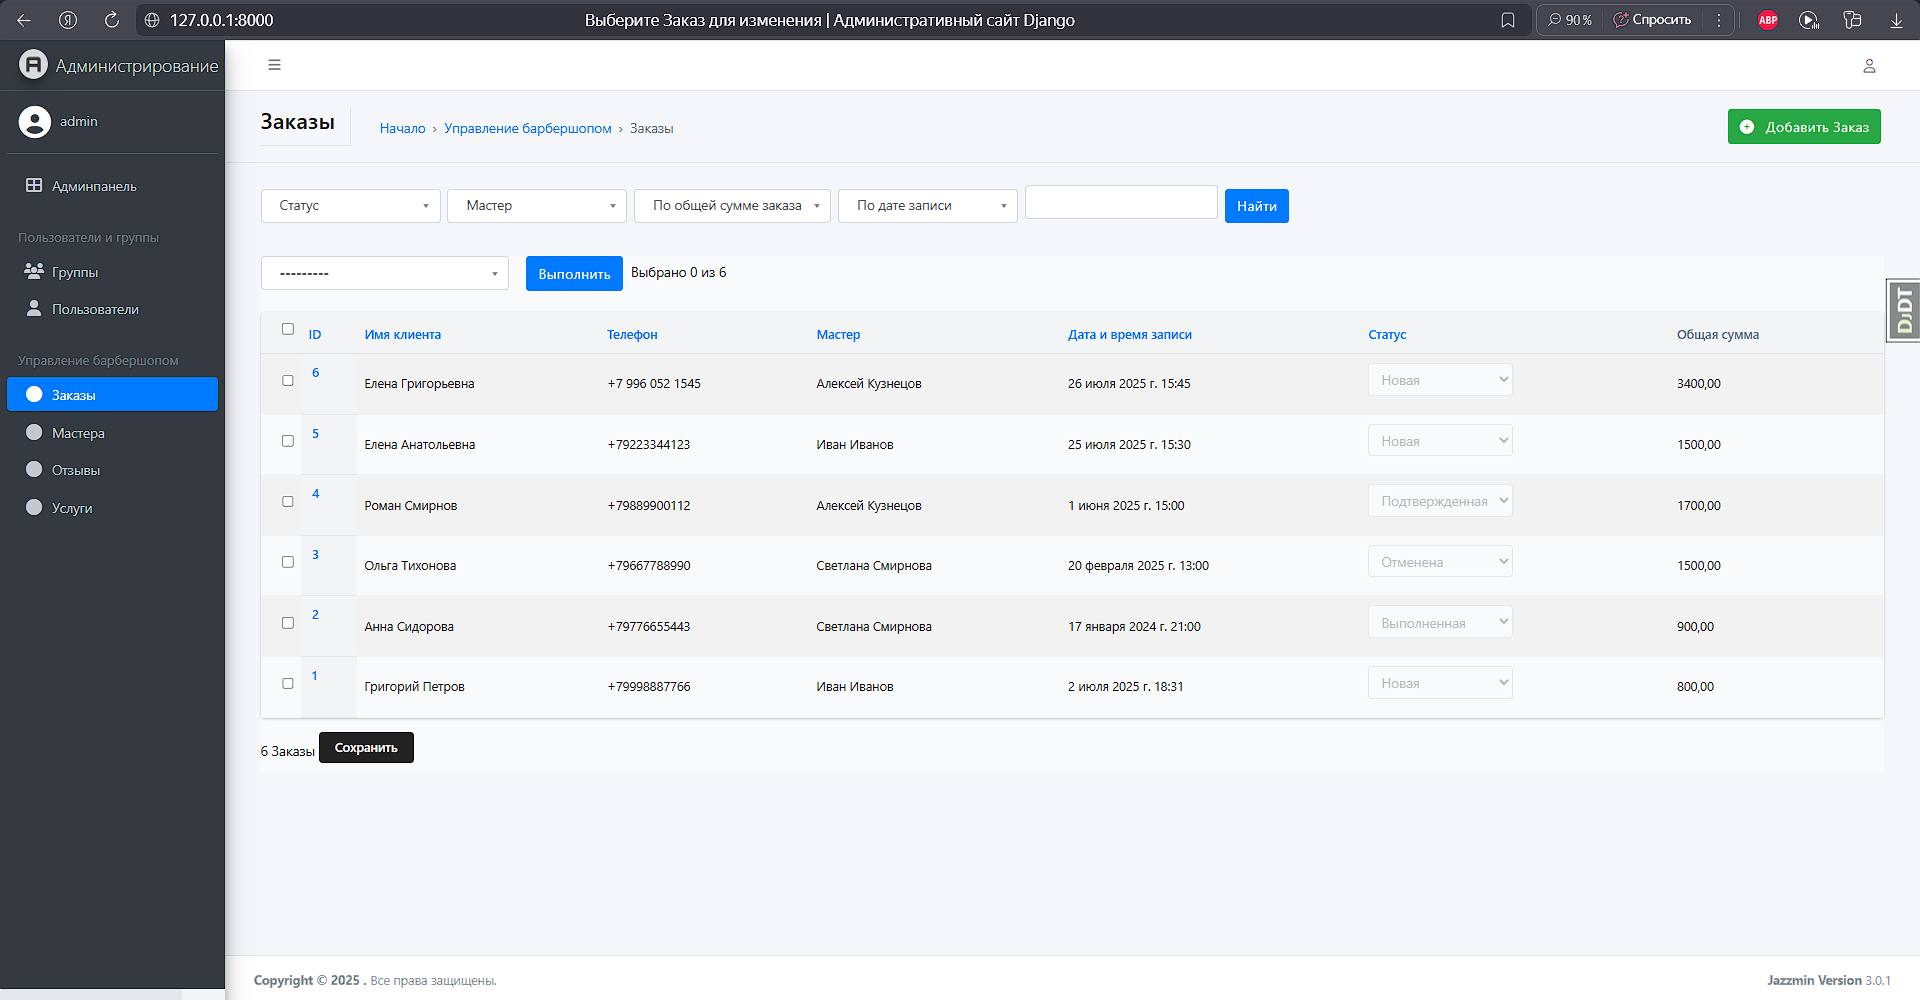 127.0.0.1:8000 Выберите Заказ для изменения | Административный сайт Django 90 % Спросить ABP
Администрирование
admin
Админпанель
Пользователи и группы
Группы
Пользователи
Управление барбершопом
Заказы
Мастера
Отзывы
Услуги
Заказы Начало › Управление барбершопом › Заказы Добавить Заказ
Статус Мастер По общей сумме заказа По дате записи Найти
--------- Выполнить Выбрано 0 из 6
DJDT
ID Имя клиента Телефон Мастер Дата и время записи Статус Общая сумма
6 Елена Григорьевна +7 996 052 1545 Алексей Кузнецов 26 июля 2025 г. 15:45 Новая 3400,00
5 Елена Анатольевна +79223344123 Иван Иванов 25 июля 2025 г. 15:30 Новая 1500,00
4 Роман Смирнов +79889900112 Алексей Кузнецов 1 июня 2025 г. 15:00 Подтвержденная 1700,00
3 Ольга Тихонова +79667788990 Светлана Смирнова 20 февраля 2025 г. 13:00 Отменена 1500,00
2 Анна Сидорова +79776655443 Светлана Смирнова 17 января 2024 г. 21:00 Выполненная 900,00
1 Григорий Петров +79998887766 Иван Иванов 2 июля 2025 г. 18:31 Новая 800,00
6 Заказы Сохранить
Copyright © 2025 . Все права защищены. Jazzmin Version 3.0.1